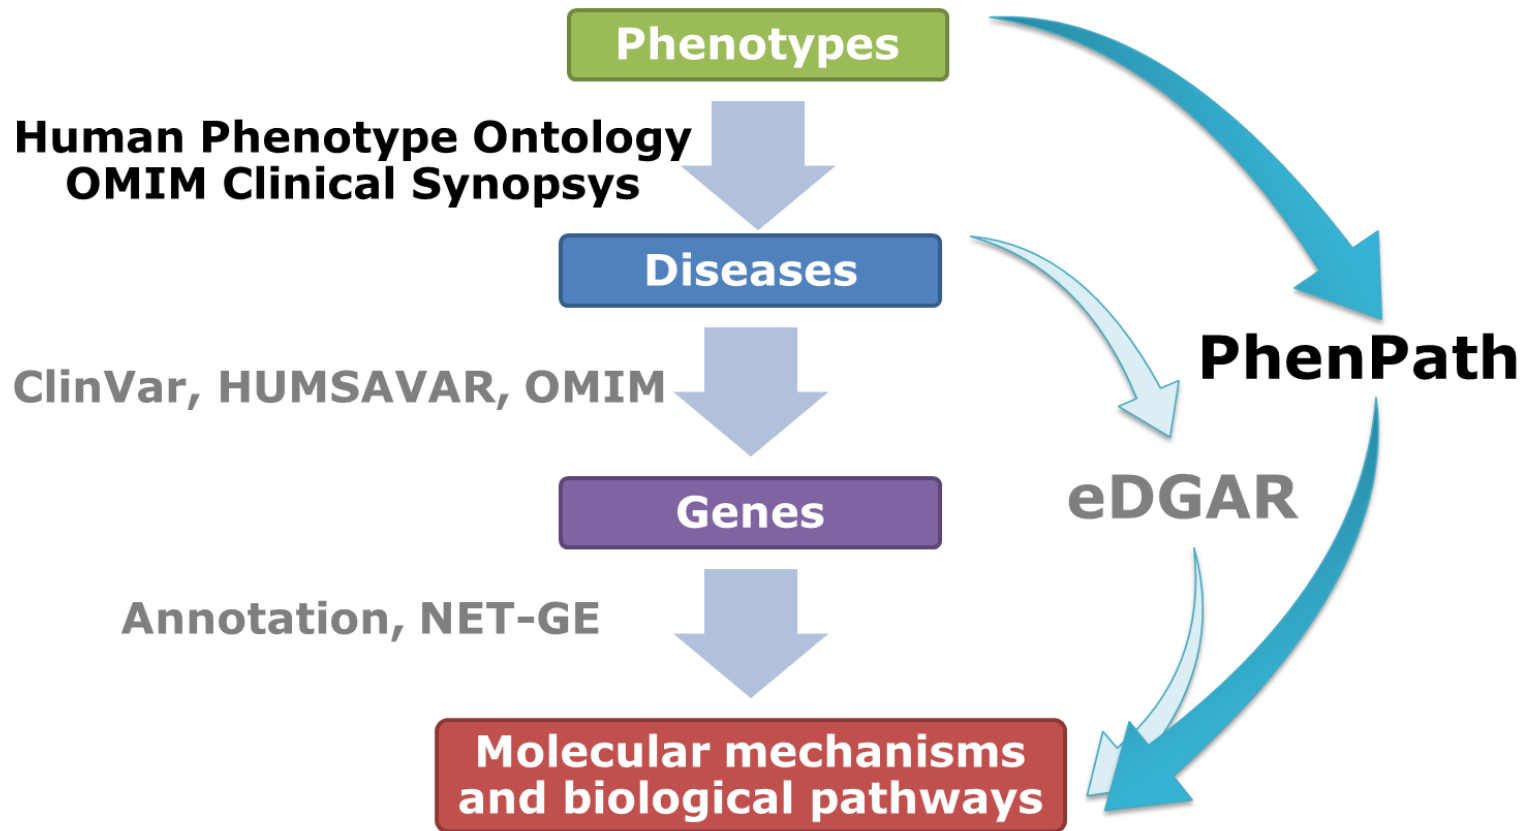 Phenotypes
Human Phenotype Ontology
OMIM Clinical Synopsys
Diseases
PhenPath
ClinVar, HUMSAVAR, OMIM
eDGAR
Genes
Annotation, NET-GE
Molecular mechanisms
and biological pathways